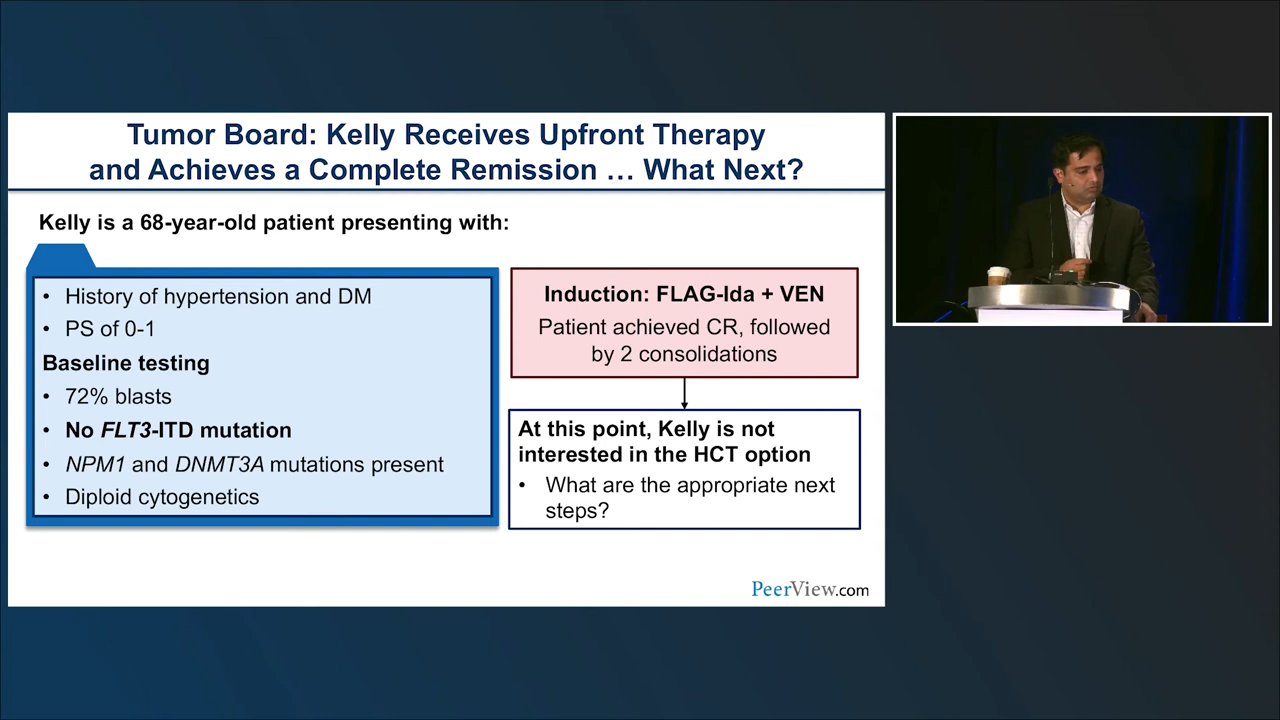 Tumor Board: Kelly Receives Upfront Therapy
and Achieves a Complete Remission … What Next?
Kelly is a 68-year-old patient presenting with:
• History of hypertension and DM
• PS of 0-1
Baseline testing
• 72% blasts
• No FLT3-ITD mutation
• NPM1 and DNMT3A mutations present
• Diploid cytogenetics
Induction: FLAG-Ida + VEN
Patient achieved CR, followed
by 2 consolidations
At this point, Kelly is not
interested in the HCT option
• What are the appropriate next
steps?
PeerView.com